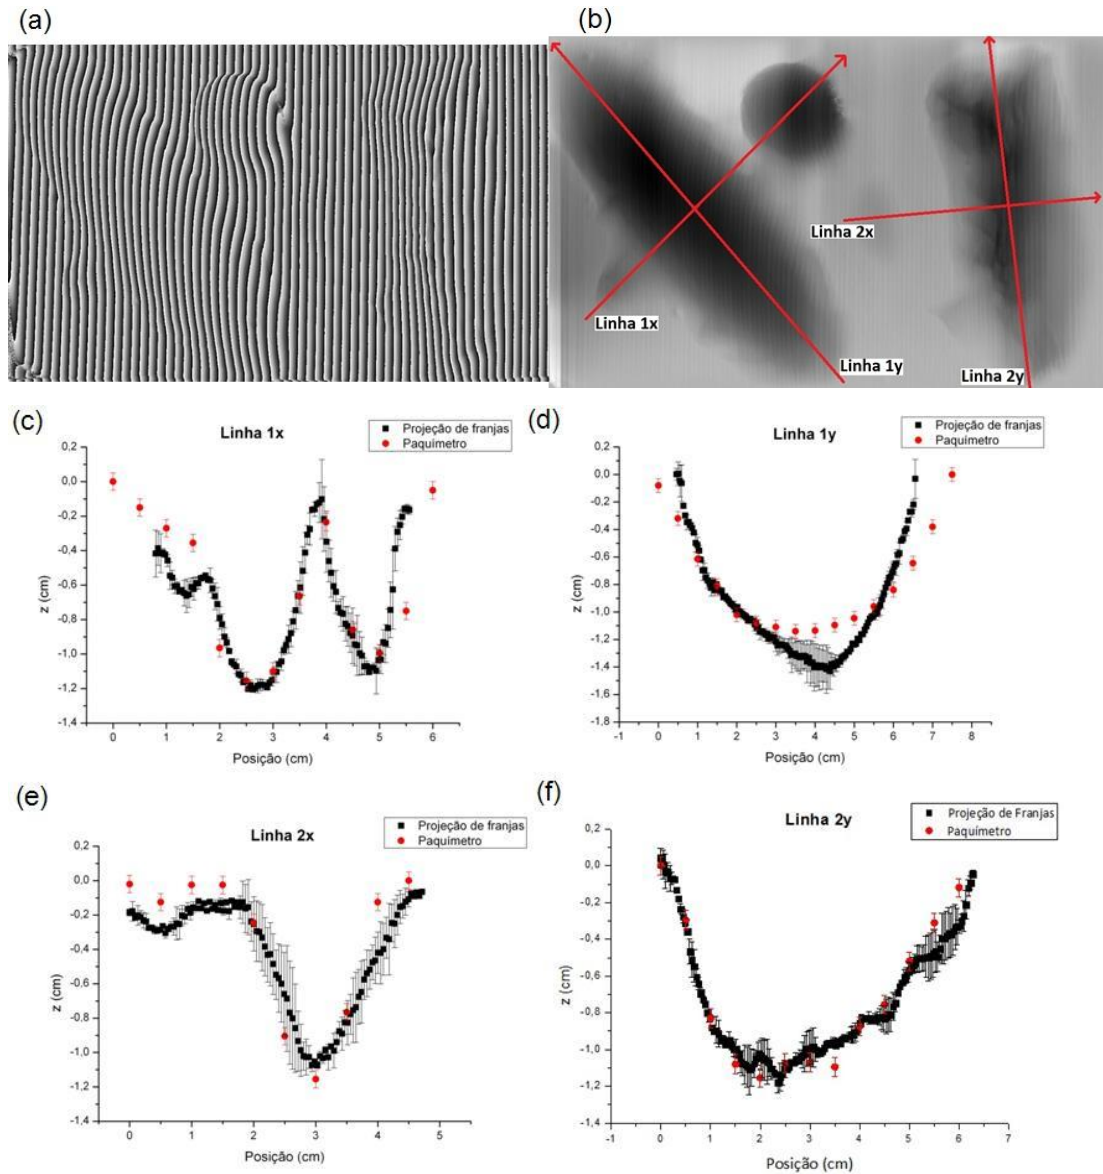 (a)
(b)
Linha 2x
Linha 1x
Linha 1y
Linha 2y
(c)
Linha 1x
Projeção de franjas
Paquímetro
0,2
0,0
-0,2
-0,4
-0,6
-0,8
-1,0
-1,2
-1,4
z (cm)
0 1 2 3 4 5 6
Posição (cm)
(d)
Linha 1y
Projeção de franjas
Paquímetro
0,2
0,0
-0,2
-0,4
-0,6
-0,8
-1,0
-1,2
-1,4
-1,6
-1.8
z (cm)
-1 0 1 2 3 4 5 6 7 8
Posição (cm)
(e)
Linha 2x
Projeção de franjas
Paquímetro
0,2
0,0
-0,2
-0,4
-0,6
-0,8
-1,0
-1,2
-1,4
z (cm)
0 1 2 3 4 5
Posição (cm)
(f)
Linha 2y
Projeção de Franjas
Paquímetro
0,2
0,0
-0,2
-0,4
-0,6
-0,8
-1,0
-1,2
-1,4
z (cm)
-1 0 1 2 3 4 5 6 7
Posição (cm)